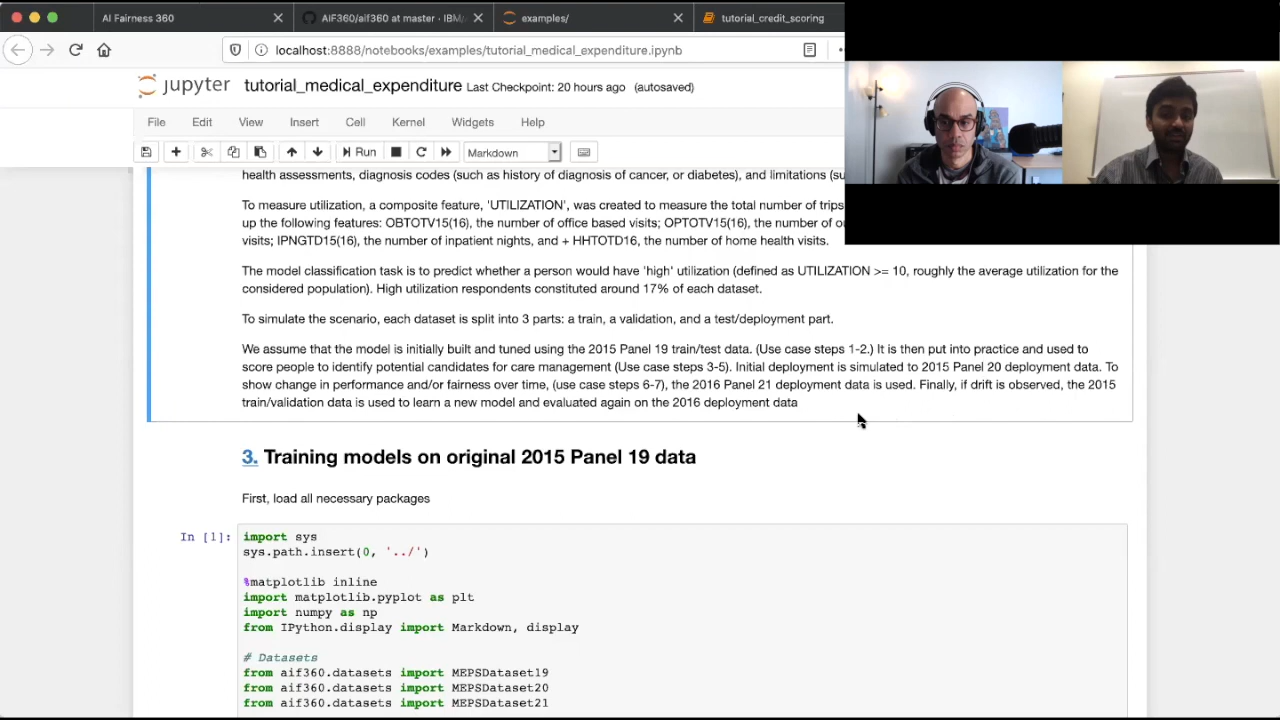 AI Fairness 360
AIF360/aif360 at master · IBM/
examples/
tutorial_credit_scoring
localhost:8888/notebooks/examples/tutorial_medical_expenditure.ipynb
jupyter tutorial_medical_expenditure Last Checkpoint: 20 hours ago (autosaved)
File Edit View Insert Cell Kernel Widgets Help
Run Markdown
health assessments, diagnosis codes (such as history of diagnosis of cancer, or diabetes), and limitations (su
To measure utilization, a composite feature, 'UTILIZATION', was created to measure the total number of trips
up the following features: OBTOTV15(16), the number of office based visits; OPTOTV15(16), the number of ou
visits; IPNGTD15(16), the number of inpatient nights, and + HHTOTD16, the number of home health visits.
The model classification task is to predict whether a person would have 'high' utilization (defined as UTILIZATION >= 10, roughly the average utilization for the
considered population). High utilization respondents constituted around 17% of each dataset.
To simulate the scenario, each dataset is split into 3 parts: a train, a validation, and a test/deployment part.
We assume that the model is initially built and tuned using the 2015 Panel 19 train/test data. (Use case steps 1-2.) It is then put into practice and used to
score people to identify potential candidates for care management (Use case steps 3-5). Initial deployment is simulated to 2015 Panel 20 deployment data. To
show change in performance and/or fairness over time, (use case steps 6-7), the 2016 Panel 21 deployment data is used. Finally, if drift is observed, the 2015
train/validation data is used to learn a new model and evaluated again on the 2016 deployment data
3. Training models on original 2015 Panel 19 data
First, load all necessary packages
In [1]: import sys
sys.path.insert(0, '../')
%matplotlib inline
import matplotlib.pyplot as plt
import numpy as np
from IPython.display import Markdown, display
# Datasets
from aif360.datasets import MEPSDataset19
from aif360.datasets import MEPSDataset20
from aif360.datasets import MEPSDataset21